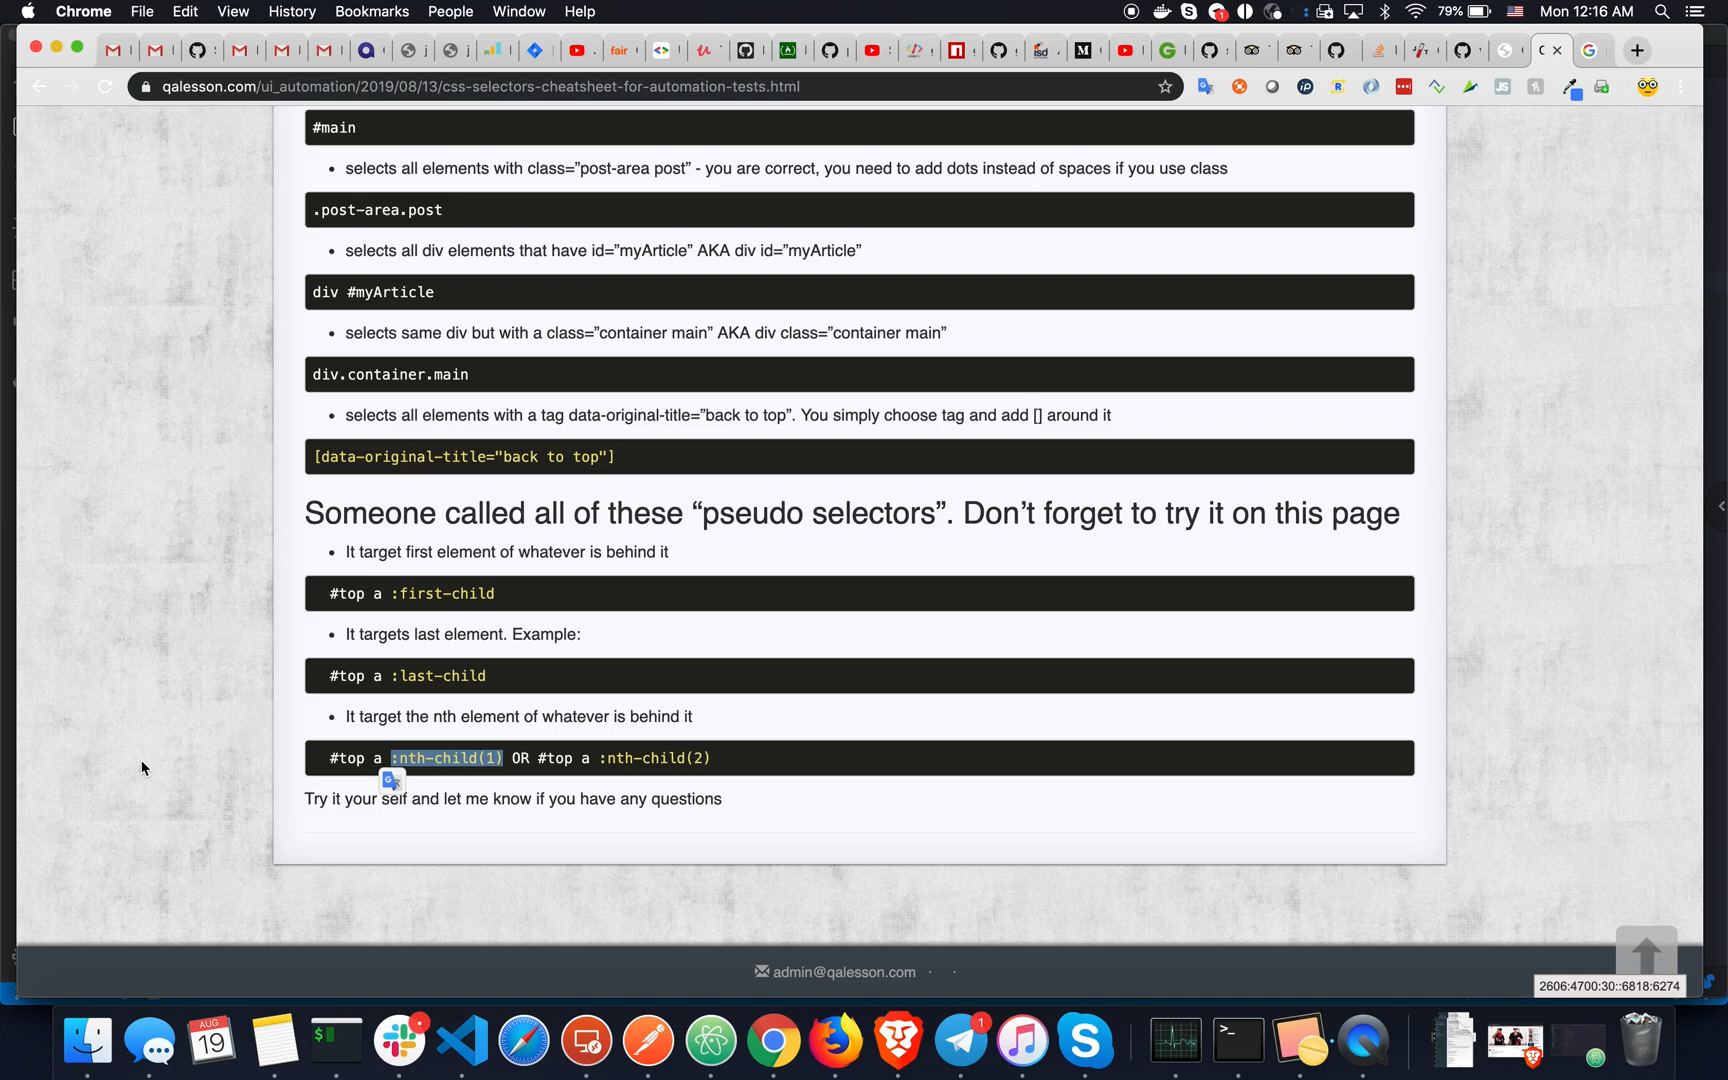 Chrome File Edit View History Bookmarks People Window Help 79% Mon 12:16 AM
qalesson.com/ui_automation/2019/08/13/css-selectors-cheatsheet-for-automation-tests.html
#main
• selects all elements with class=”post-area post” - you are correct, you need to add dots instead of spaces if you use class
.post-area.post
• selects all div elements that have id=”myArticle” AKA div id=”myArticle”
div #myArticle
• selects same div but with a class=”container main” AKA div class=”container main”
div.container.main
• selects all elements with a tag data-original-title=”back to top”. You simply choose tag and add [] around it
[data-original-title="back to top"]
Someone called all of these “pseudo selectors”. Don’t forget to try it on this page
• It target first element of whatever is behind it
#top a :first-child
• It targets last element. Example:
#top a :last-child
• It target the nth element of whatever is behind it
#top a :nth-child(1) OR #top a :nth-child(2)
Try it your self and let me know if you have any questions
admin@qalesson.com · ·
2606:4700:30::6818:6274
AUG
19
1